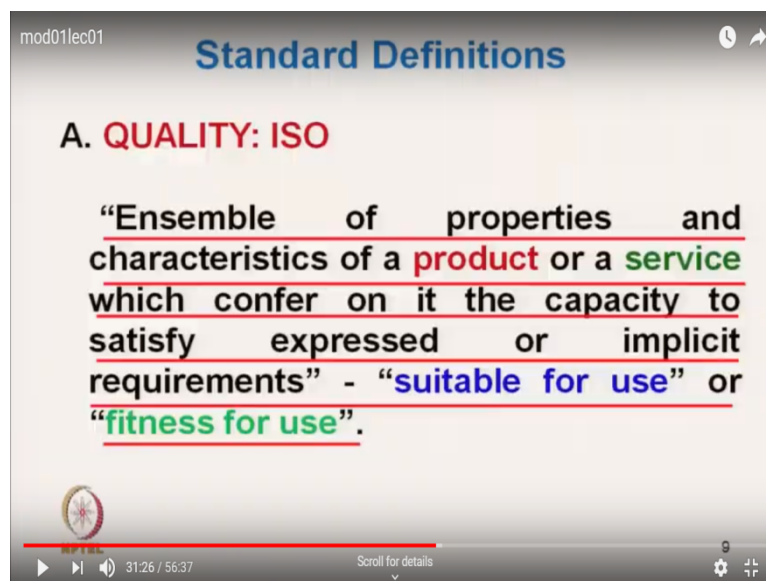 mod01lec01
Standard Definitions
A. QUALITY: ISO
“Ensemble of properties and
characteristics of a product or a service
which confer on it the capacity to
satisfy expressed or implicit
requirements” - “suitable for use” or
“fitness for use”.
NPTEL
9
31:26 / 56:37
Scroll for details